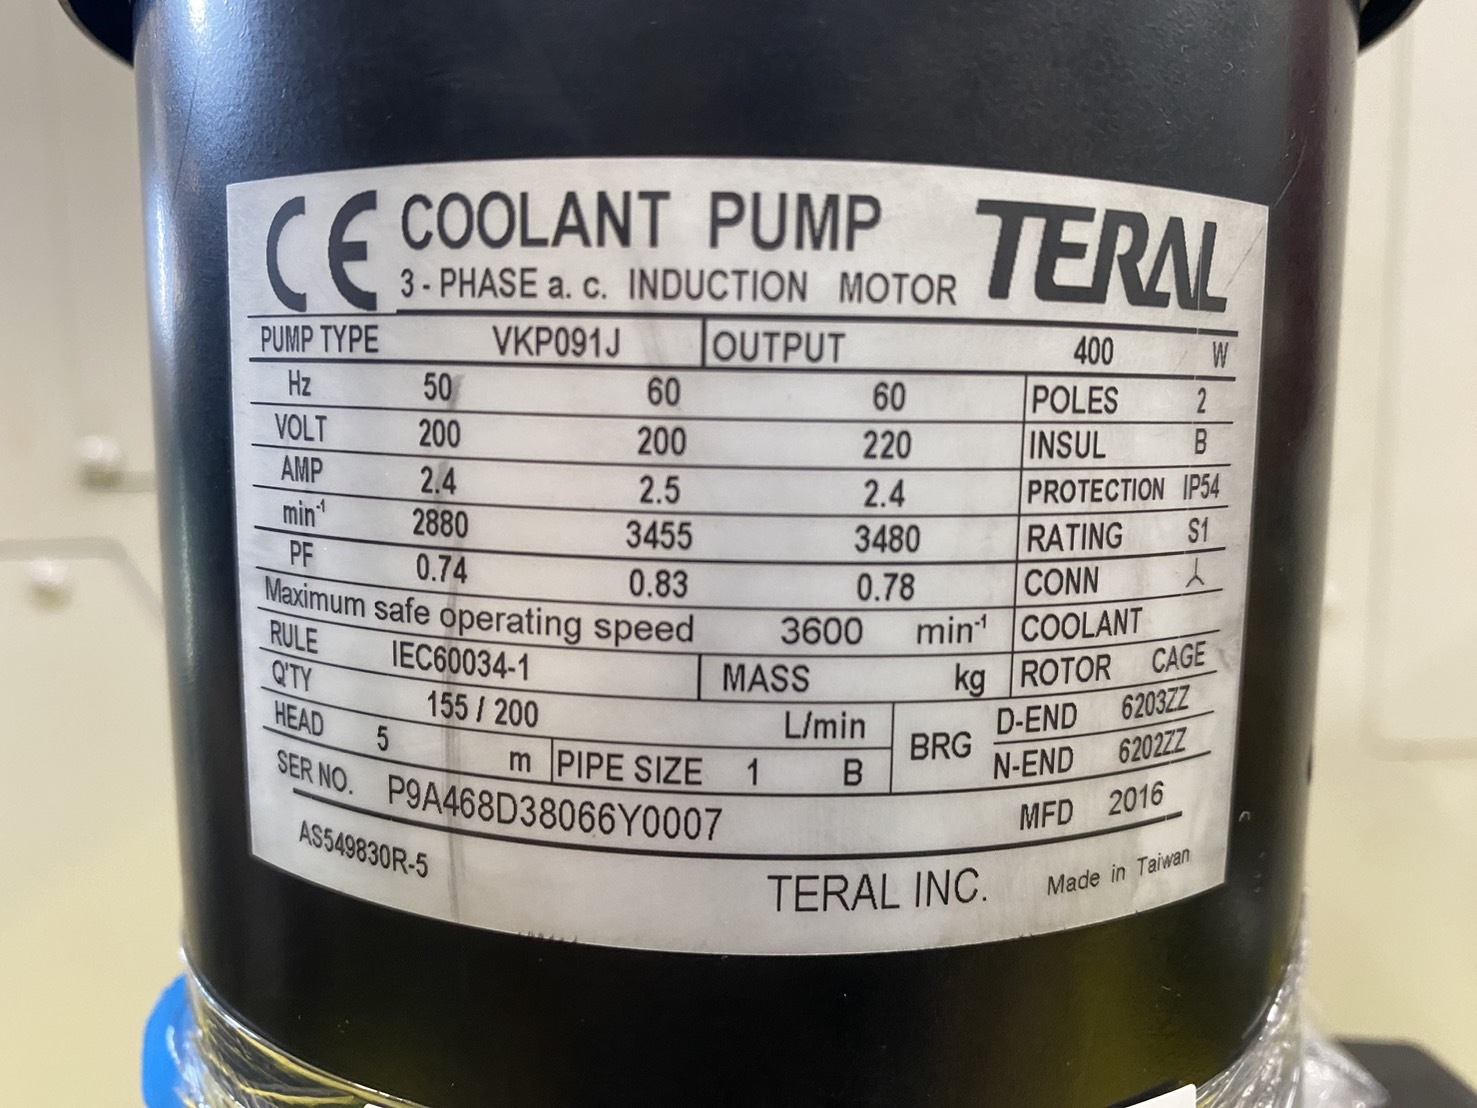 CE COOLANT PUMP TERAL
3 - PHASE a. c. INDUCTION MOTOR
PUMP TYPE VKP091J OUTPUT 400 W
Hz 50 60 60 POLES 2
VOLT 200 200 220 INSUL B
AMP 2.4 2.5 2.4 PROTECTION IP54
min-1 2880 3455 3480 RATING S1
PF 0.74 0.83 0.78 CONN
Maximum safe operating speed 3600 min-1 COOLANT
RULE IEC60034-1 MASS kg ROTOR CAGE
Q'TY 155 / 200 L/min BRG D-END 6203ZZ
HEAD 5 m PIPE SIZE 1 B N-END 6202ZZ
SER NO. P9A468D38066Y0007 MFD 2016
AS549830R-5 TERAL INC. Made in Taiwan